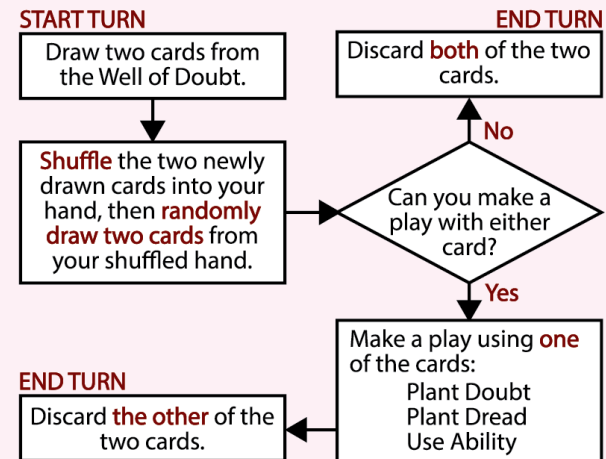 START TURN
Draw two cards from
the Well of Doubt.
Shuffle the two newly
drawn cards into your
hand, then randomly
draw two cards from
your shuffled hand.
Can you make a
play with either
card?
No
END TURN
Discard both of the two
cards.
Yes
Make a play using one
of the cards:
Plant Doubt
Plant Dread
Use Ability
END TURN
Discard the other of the
two cards.